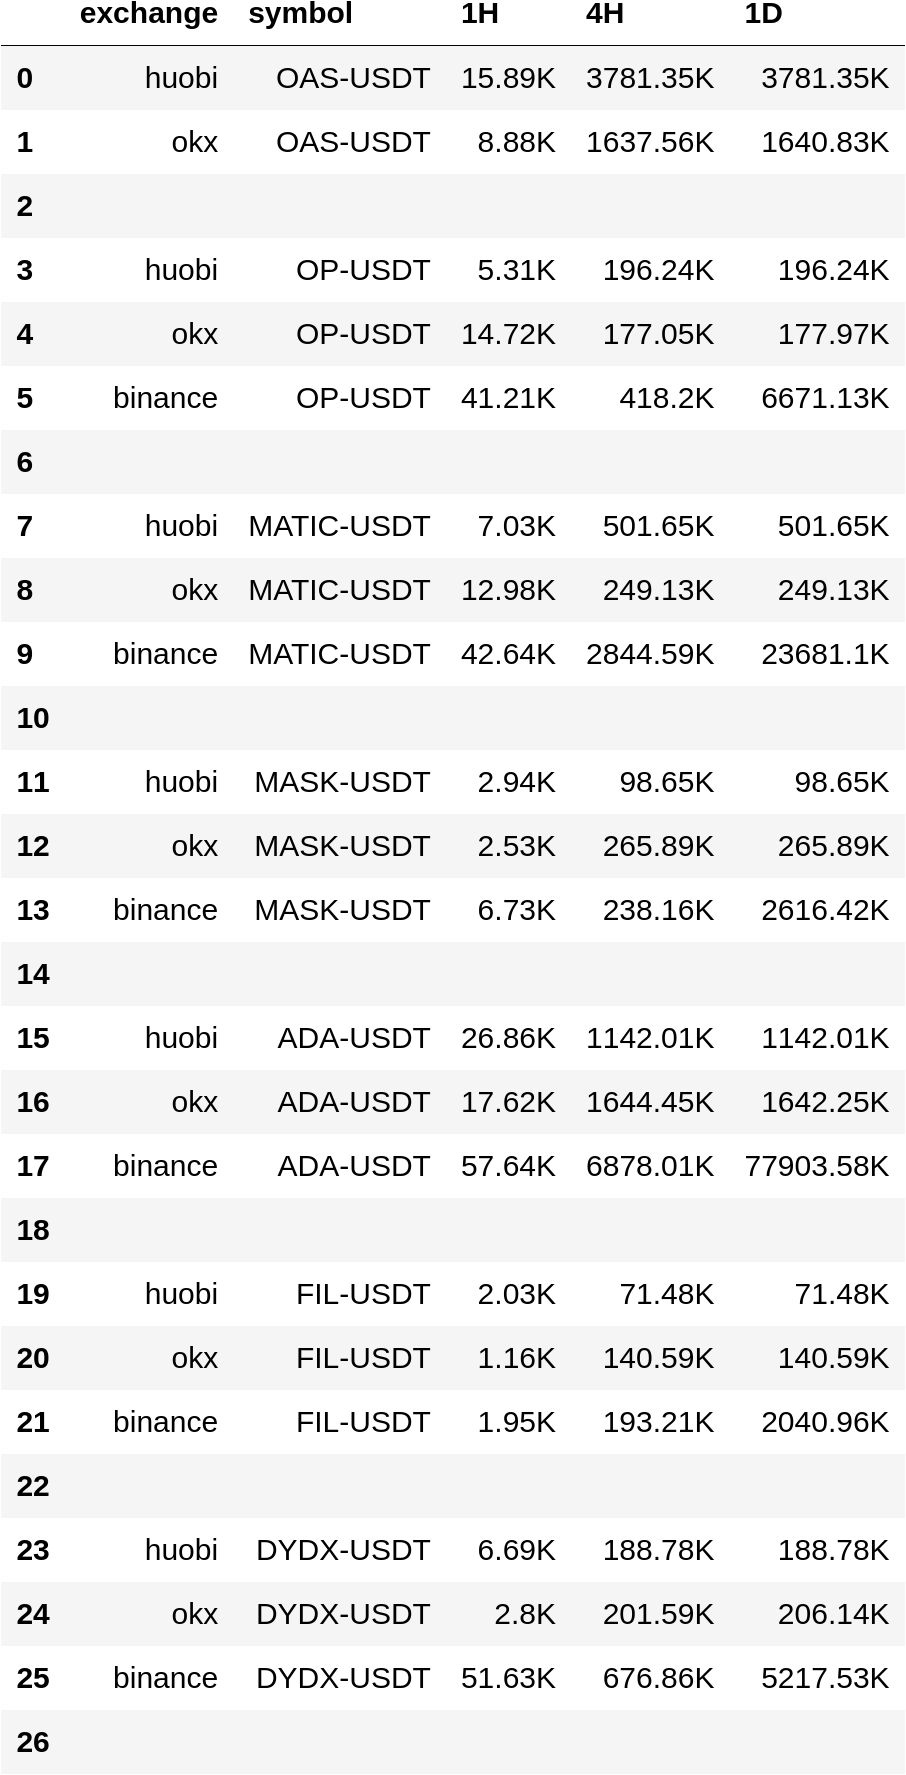 exchange symbol 1H 4H 1D
0 huobi OAS-USDT 15.89K 3781.35K 3781.35K
1 okx OAS-USDT 8.88K 1637.56K 1640.83K
2
3 huobi OP-USDT 5.31K 196.24K 196.24K
4 okx OP-USDT 14.72K 177.05K 177.97K
5 binance OP-USDT 41.21K 418.2K 6671.13K
6
7 huobi MATIC-USDT 7.03K 501.65K 501.65K
8 okx MATIC-USDT 12.98K 249.13K 249.13K
9 binance MATIC-USDT 42.64K 2844.59K 23681.1K
10
11 huobi MASK-USDT 2.94K 98.65K 98.65K
12 okx MASK-USDT 2.53K 265.89K 265.89K
13 binance MASK-USDT 6.73K 238.16K 2616.42K
14
15 huobi ADA-USDT 26.86K 1142.01K 1142.01K
16 okx ADA-USDT 17.62K 1644.45K 1642.25K
17 binance ADA-USDT 57.64K 6878.01K 77903.58K
18
19 huobi FIL-USDT 2.03K 71.48K 71.48K
20 okx FIL-USDT 1.16K 140.59K 140.59K
21 binance FIL-USDT 1.95K 193.21K 2040.96K
22
23 huobi DYDX-USDT 6.69K 188.78K 188.78K
24 okx DYDX-USDT 2.8K 201.59K 206.14K
25 binance DYDX-USDT 51.63K 676.86K 5217.53K
26